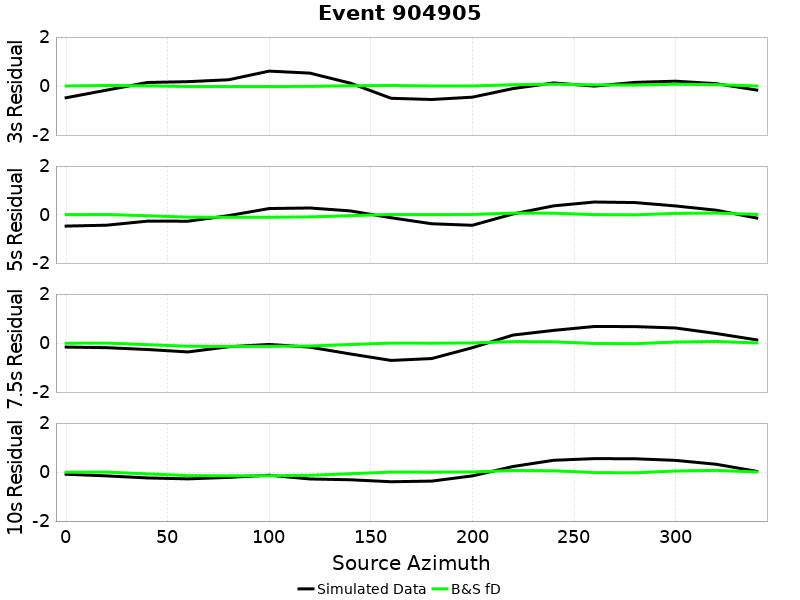 Event 904905
3s Residual
2
0
-2
5s Residual
2
0
-2
7.5s Residual
2
0
-2
10s Residual
2
0
-2
0 50 100 150 200 250 300
Source Azimuth
Simulated Data B&S fD